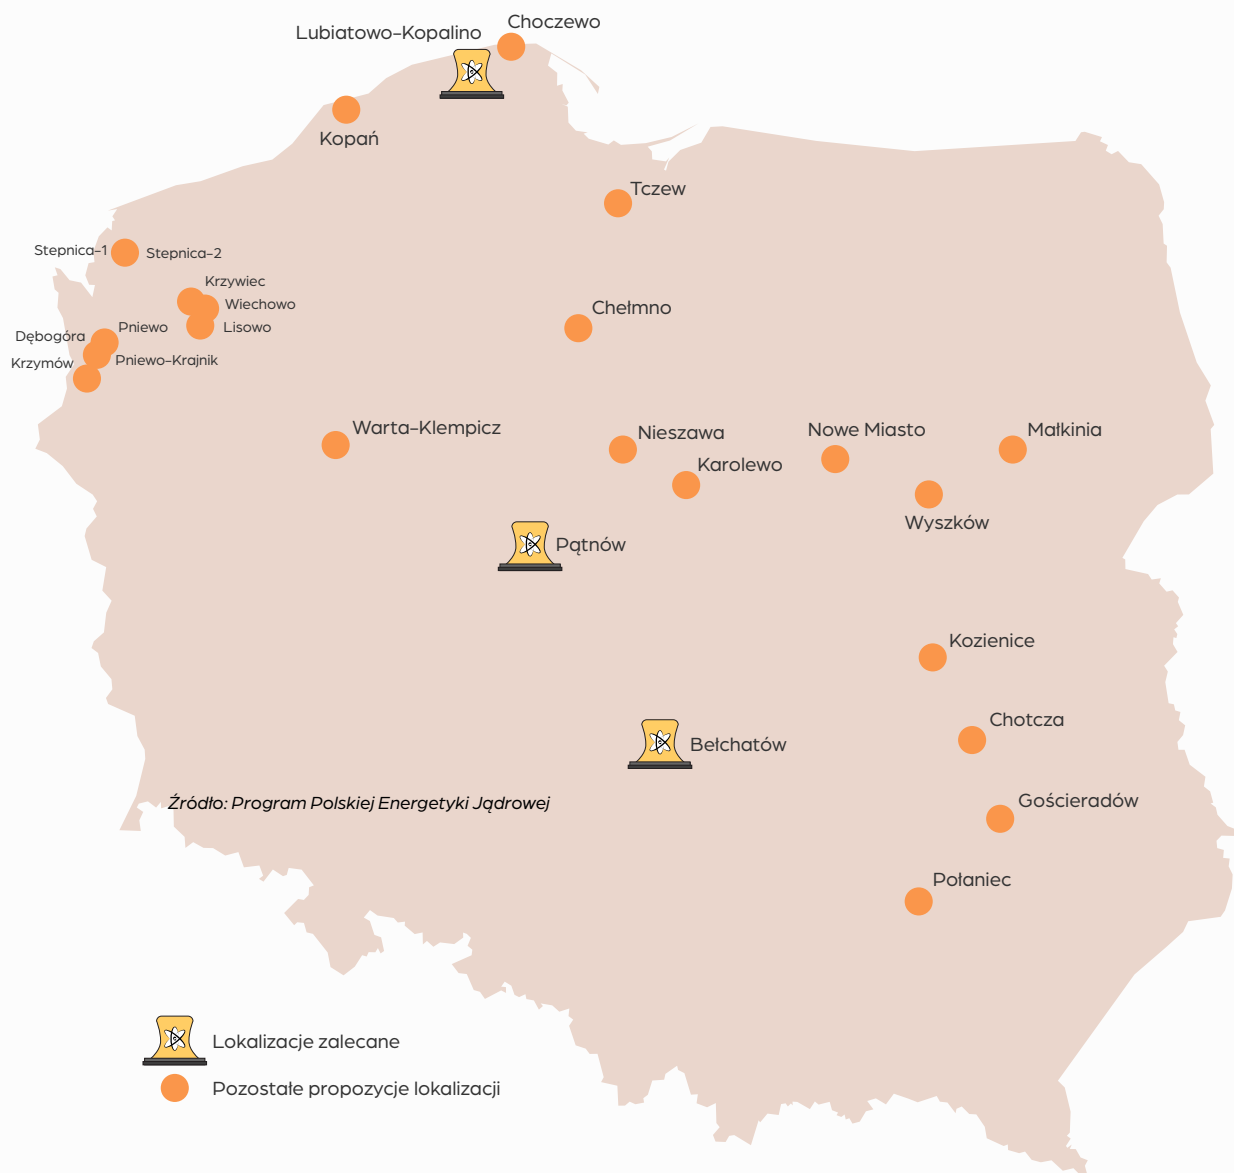 Choczewo
Lubiatowo-Kopalino
Kopań
Tczew
Stepnica-1
Stepnica-2
Krzywiec
Wiechowo
Chełmno
Pniewo
Lisowo
Dębogóra
Pniewo-Krajnik
Krzymów
Warta-Klempicz
Nieszawa
Nowe Miasto
Małkinia
Karolewo
Wyszków
Pątnów
Kozienice
Chotcza
Bełchatów
Gościeradów
Źródło: Program Polskiej Energetyki Jądrowej
Połaniec
Lokalizacje zalecane
Pozostałe propozycje lokalizacji